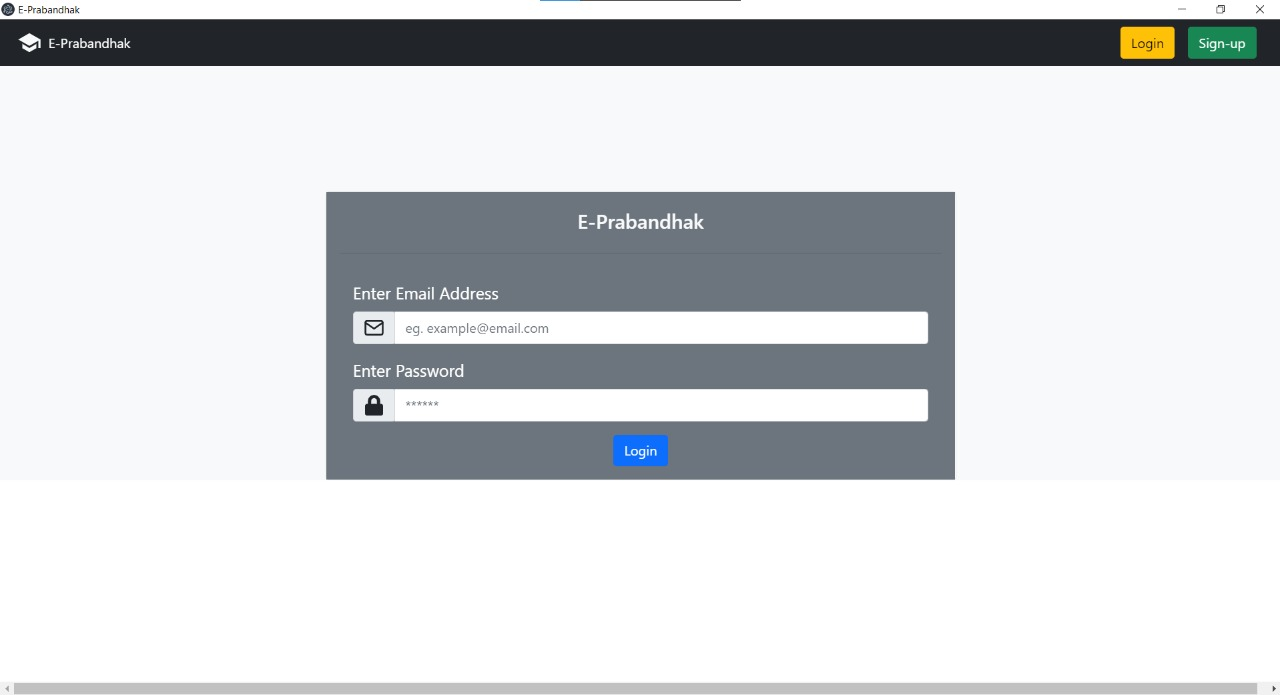 E-Prabandhak
E-Prabandhak
Login
Sign-up
E-Prabandhak
Enter Email Address
eg. example@email.com
Enter Password
******
Login